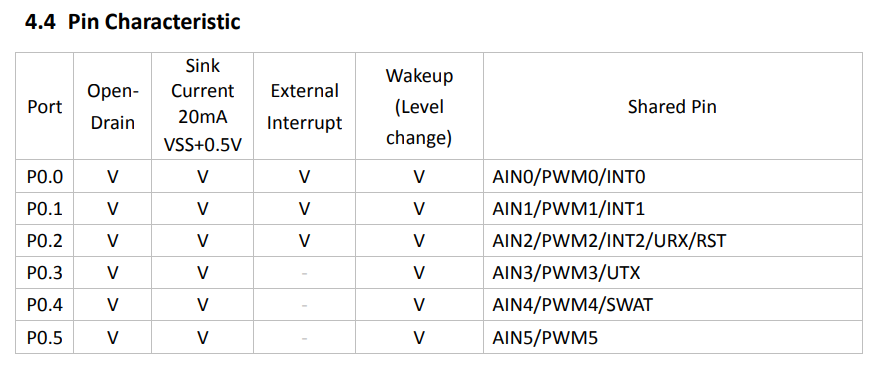 4.4 Pin Characteristic
Port Open-Drain Sink Current 20mA VSS+0.5V External Interrupt Wakeup (Level change) Shared Pin
P0.0 V V V V AIN0/PWM0/INT0
P0.1 V V V V AIN1/PWM1/INT1
P0.2 V V V V AIN2/PWM2/INT2/URX/RST
P0.3 V V - V AIN3/PWM3/UTX
P0.4 V V - V AIN4/PWM4/SWAT
P0.5 V V - V AIN5/PWM5